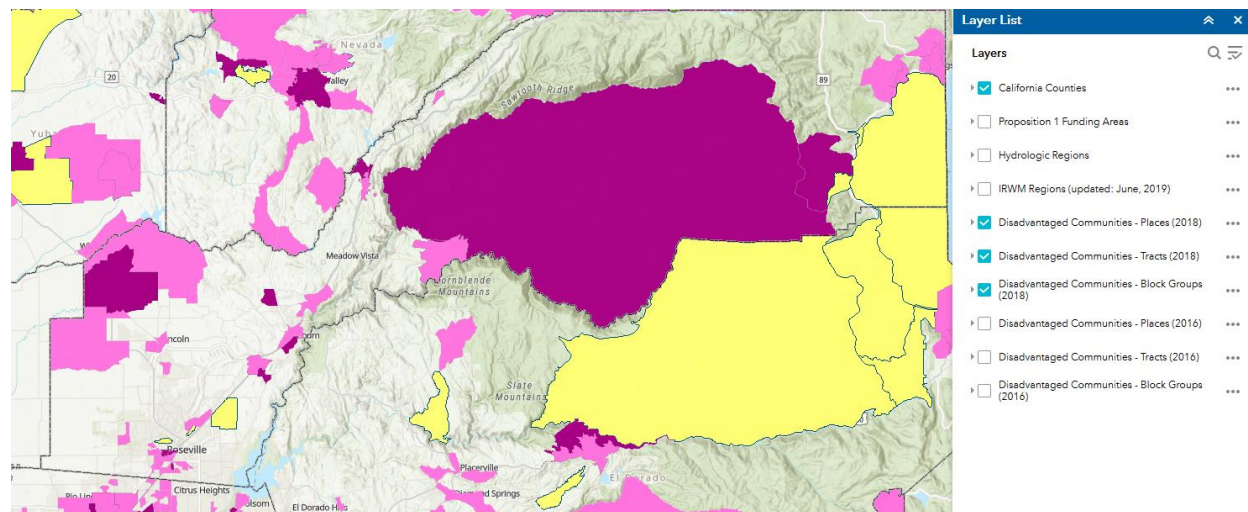 Nevada
20
Valley
Yuba
Sawtooth Ridge
89
Meadow Vista
Hornblende
Mountains
Lincoln
Slate
Mountains
Roseville
Placerville
Citrus Heights
Diamond Springs
El Dorado
Folsom
El Dorado Hills
Layer List
Layers
California Counties
Proposition 1 Funding Areas
Hydrologic Regions
IRWM Regions (updated: June, 2019)
Disadvantaged Communities - Places (2018)
Disadvantaged Communities - Tracts (2018)
Disadvantaged Communities - Block Groups
(2018)
Disadvantaged Communities - Places (2016)
Disadvantaged Communities - Tracts (2016)
Disadvantaged Communities - Block Groups
(2016)